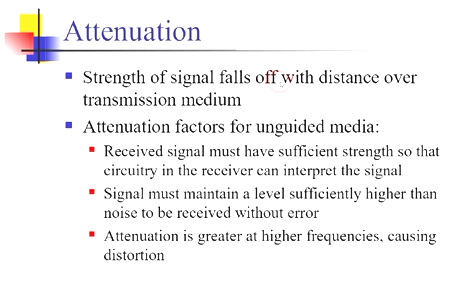 Attenuation
Strength of signal falls off with distance over
transmission medium
Attenuation factors for unguided media:
Received signal must have sufficient strength so that
circuitry in the receiver can interpret the signal
Signal must maintain a level sufficiently higher than
noise to be received without error
Attenuation is greater at higher frequencies, causing
distortion